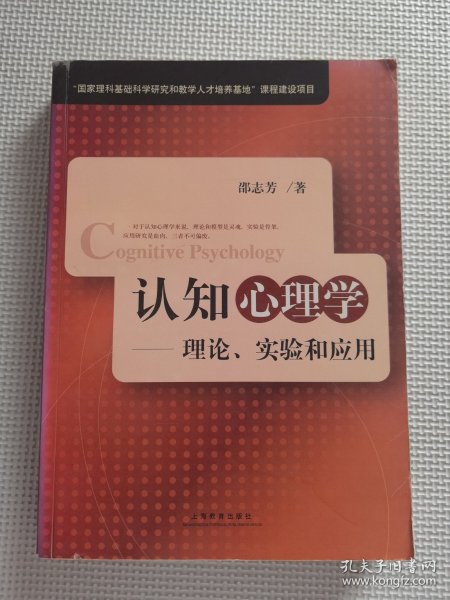 “国家理科基础科学研究和教学人才培养基地”课程建设项目
邵志芳 /著
对于认知心理学来说,理论和模型是灵魂,实验是骨架,
应用研究是血肉,三者不可偏废。
Cognitive Psychology
认知心理学
——理论、实验和应用
上海教育出版社
孔夫子旧书网
www.kongfz.com